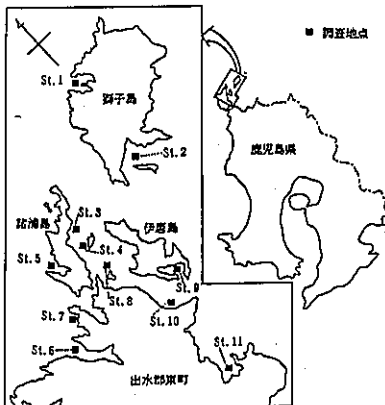 ■ 調査地点
St.1
獅子島
St.2
鹿児島県
St.3
諸浦島
伊唐島
St.4
St.5
St.9
St.8
St.10
St.7
St.6
St.11
出水郡東町